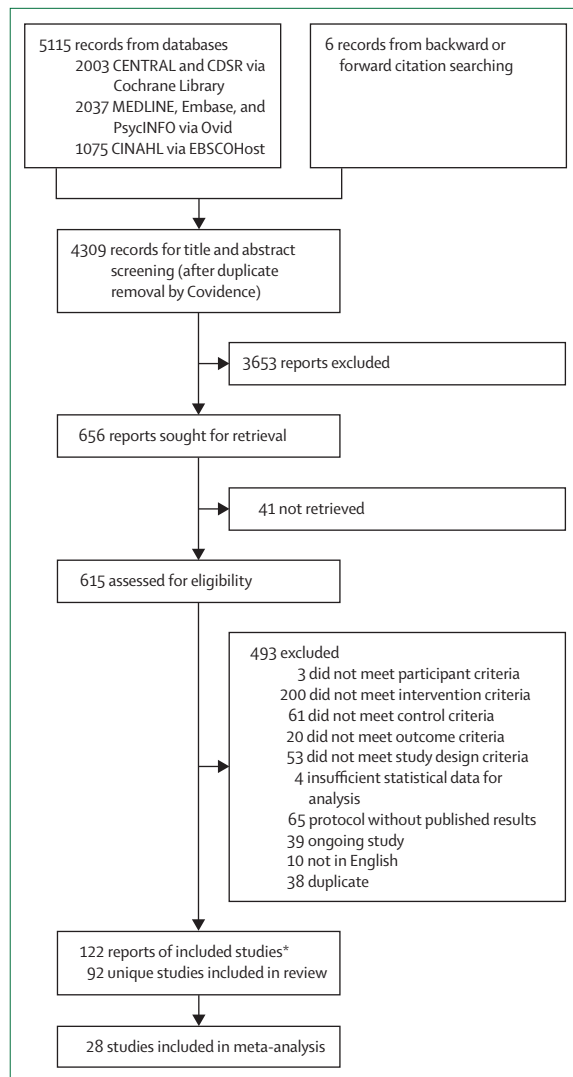 5115 records from databases
2003 CENTRAL and CDSR via
Cochrane Library
2037 MEDLINE, Embase, and
PsycINFO via Ovid
1075 CINAHL via EBSCOHost
6 records from backward or
forward citation searching
4309 records for title and abstract
screening (after duplicate
removal by Covidence)
3653 reports excluded
656 reports sought for retrieval
41 not retrieved
615 assessed for eligibility
493 excluded
3 did not meet participant criteria
200 did not meet intervention criteria
61 did not meet control criteria
20 did not meet outcome criteria
53 did not meet study design criteria
4 insufficient statistical data for
analysis
65 protocol without published results
39 ongoing study
10 not in English
38 duplicate
122 reports of included studies*
92 unique studies included in review
28 studies included in meta-analysis